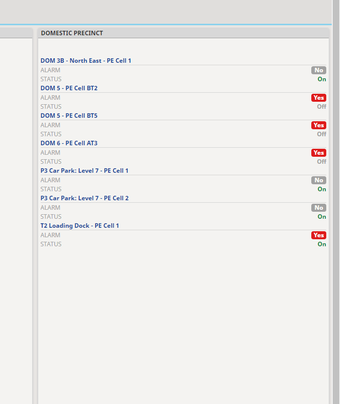 DOMESTIC PRECINCT
DOM 3B - North East - PE Cell 1
ALARM No
STATUS On
DOM 5 - PE Cell BT2
ALARM Yes
STATUS Off
DOM 5 - PE Cell BT5
ALARM Yes
STATUS Off
DOM 6 - PE Cell AT3
ALARM Yes
STATUS Off
P3 Car Park: Level 7 - PE Cell 1
ALARM No
STATUS On
P3 Car Park: Level 7 - PE Cell 2
ALARM No
STATUS On
T2 Loading Dock - PE Cell 1
ALARM Yes
STATUS On